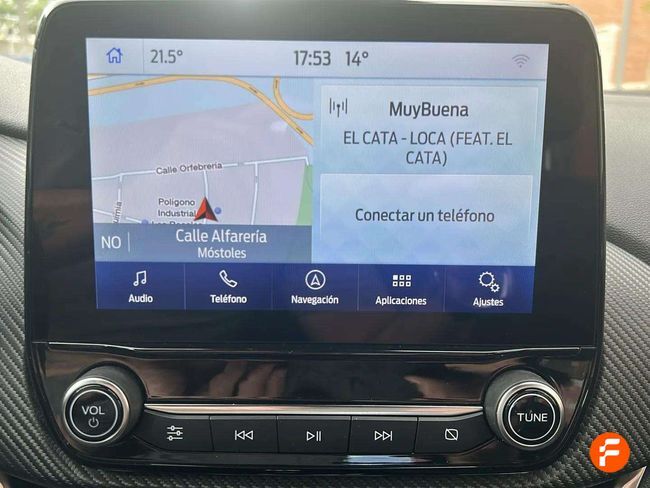 21.5°
17:53
14°
MuyBuena
EL CATA - LOCA (FEAT. EL
CATA)
Conectar un teléfono
Calle Orfebrería
Polígono
Industrial
NO
Calle Alfarería
Móstoles
Audio
Teléfono
Navegación
Aplicaciones
Ajustes
VOL
TUNE